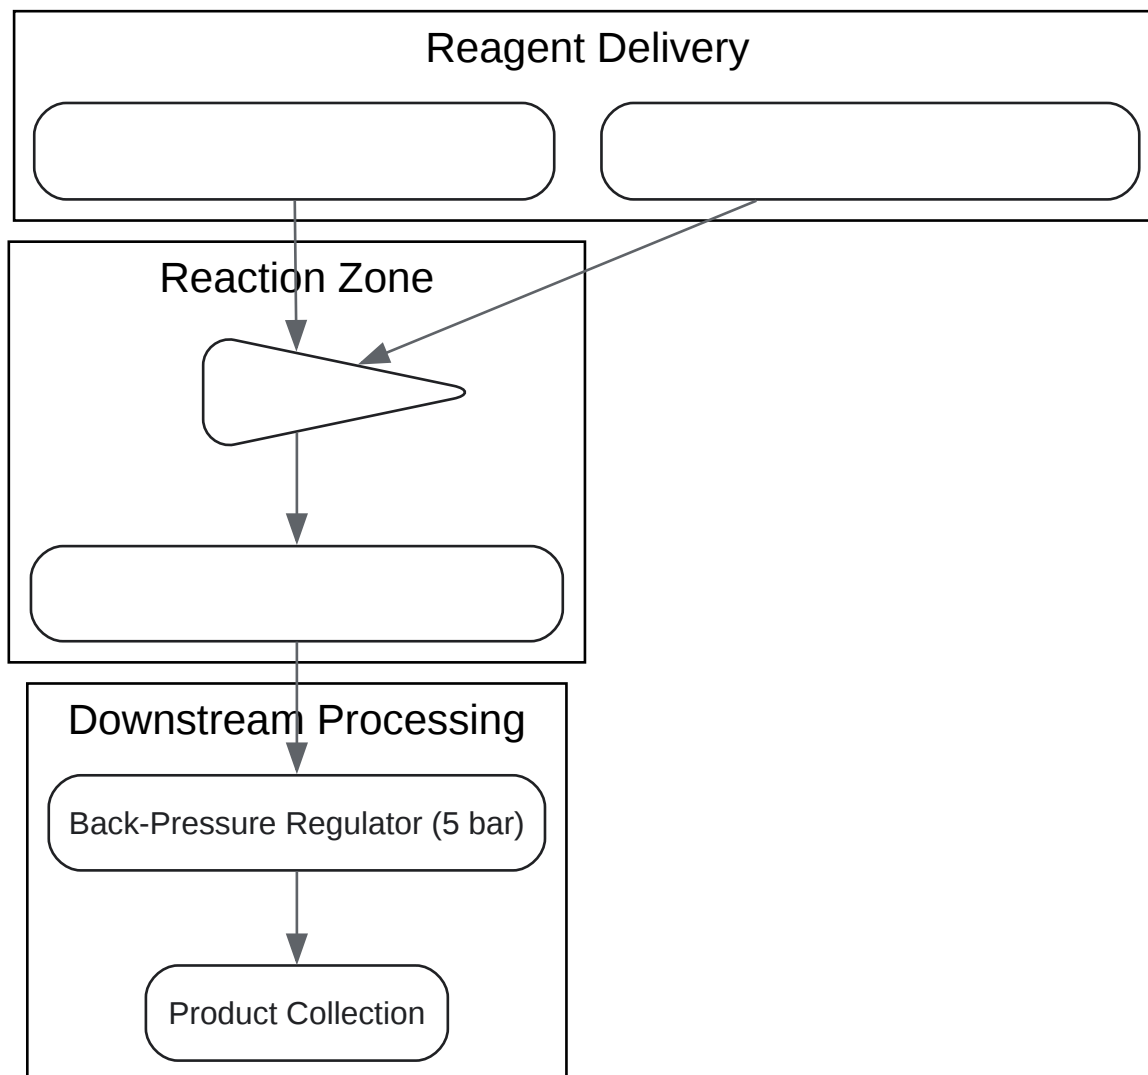 Reagent Delivery
Reaction Zone
Downstream Processing
Back-Pressure Regulator (5 bar)
Product Collection